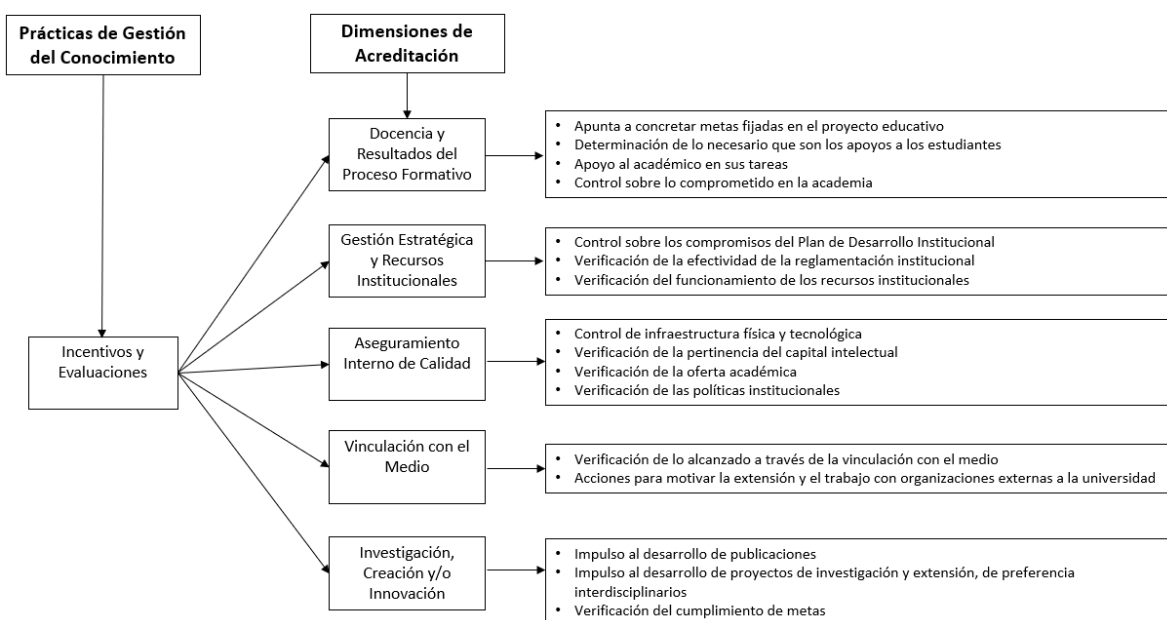 Prácticas de Gestión
del Conocimiento
Dimensiones de
Acreditación
Incentivos y
Evaluaciones
Docencia y
Resultados del
Proceso Formativo
• Apunta a concretar metas fijadas en el proyecto educativo
• Determinación de lo necesario que son los apoyos a los estudiantes
• Apoyo al académico en sus tareas
• Control sobre lo comprometido en la academia
Gestión Estratégica
y Recursos
Institucionales
• Control sobre los compromisos del Plan de Desarrollo Institucional
• Verificación de la efectividad de la reglamentación institucional
• Verificación del funcionamiento de los recursos institucionales
Aseguramiento
Interno de Calidad
• Control de infraestructura física y tecnológica
• Verificación de la pertinencia del capital intelectual
• Verificación de la oferta académica
• Verificación de las políticas institucionales
Vinculación con el
Medio
• Verificación de lo alcanzado a través de la vinculación con el medio
• Acciones para motivar la extensión y el trabajo con organizaciones externas a la universidad
Investigación,
Creación y/o
Innovación
• Impulso al desarrollo de publicaciones
• Impulso al desarrollo de proyectos de investigación y extensión, de preferencia
interdisciplinarios
• Verificación del cumplimiento de metas